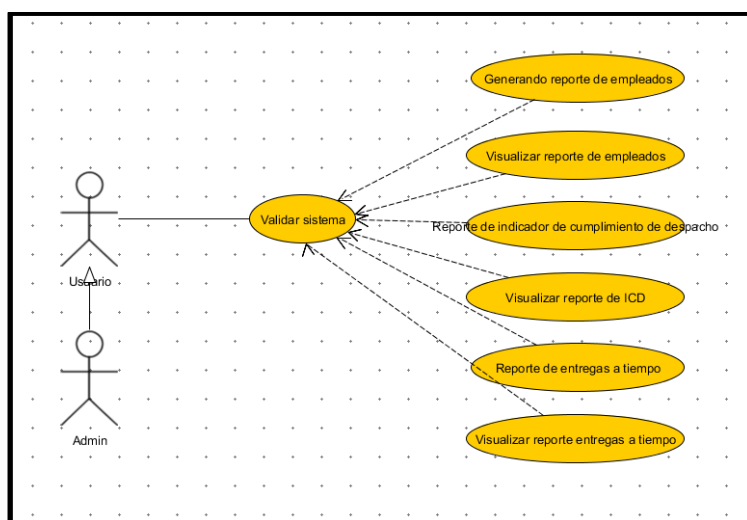 Generando reporte de empleados
Visualizar reporte de empleados
Validar sistema
Reporte de indicador de cumplimiento de despacho
Usuario
Visualizar reporte de ICD
Reporte de entregas a tiempo
Admin
Visualizar reporte entregas a tiempo